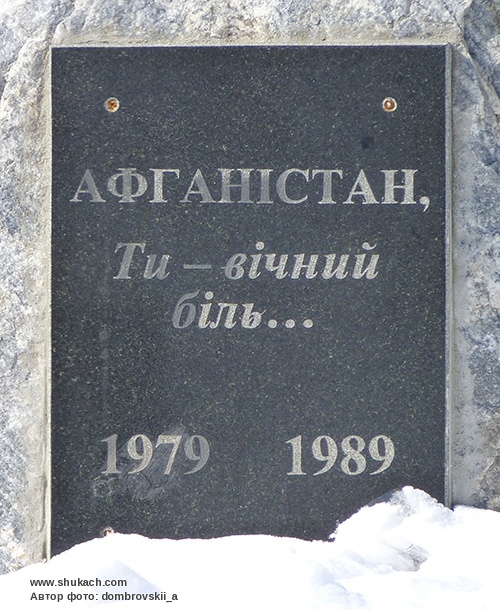 АФГАНІСТАН,
Ти – вічний
біль...
1979 1989
www.shukach.com
Автор фото: dombrovskii_a